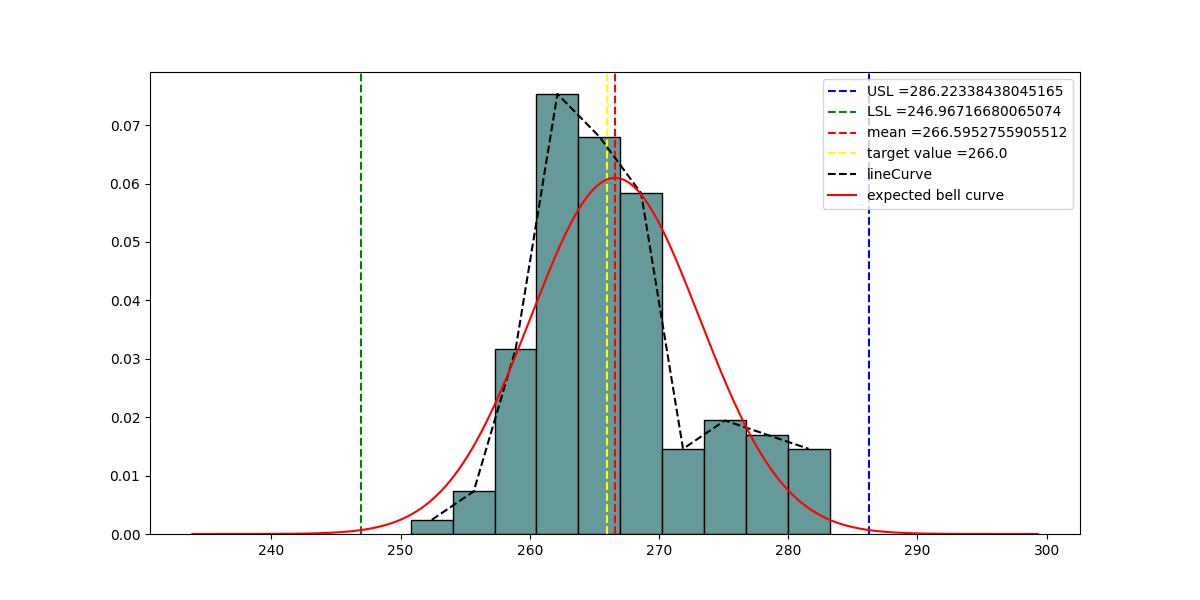 USL =286.22338438045165
LSL =246.96716680065074
mean =266.5952755905512
target value =266.0
lineCurve
expected bell curve
0.07
0.06
0.05
0.04
0.03
0.02
0.01
0.00
240 250 260 270 280 290 300